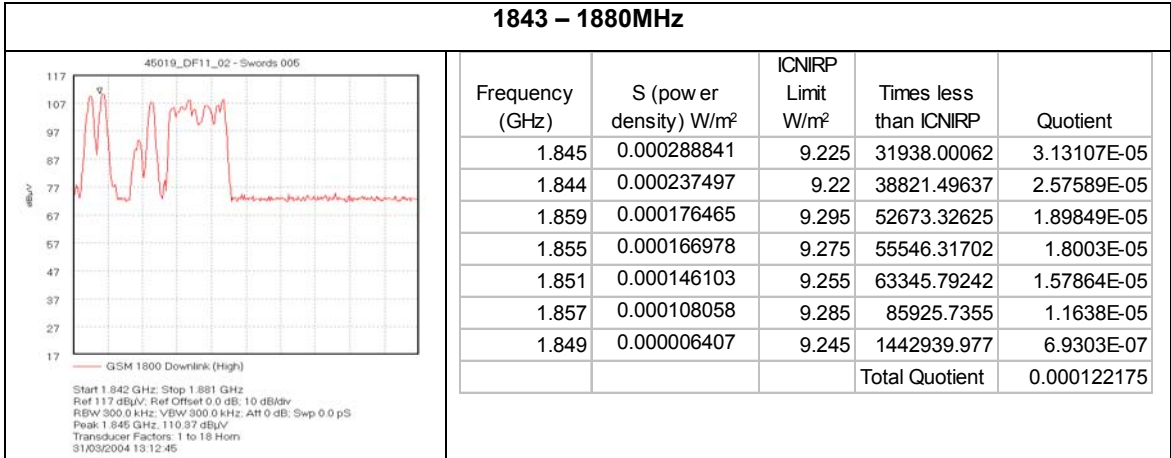 1843 – 1880MHz
45019_DF11_02 - Swords 005
117
107
97
87
77
67
57
47
37
27
17
dBµV
GSM 1800 Downlink (High)
Start 1.842 GHz; Stop 1.881 GHz
Ref 117 dBµV; Ref Offset 0.0 dB; 10 dB/div
RBW 300.0 kHz; VBW 300.0 kHz; Att 0 dB; Swp 0.0 pS
Peak 1.845 GHz, 110.37 dBµV
Transducer Factors: 1 to 18 Horn
31/03/2004 13:12:45
Frequency (GHz) S (power density) W/m² ICNIRP Limit W/m² Times less than ICNIRP Quotient
1.845 0.000288841 9.225 31938.00062 3.13107E-05
1.844 0.000237497 9.22 38821.49637 2.57589E-05
1.859 0.000176465 9.295 52673.32625 1.89849E-05
1.855 0.000166978 9.275 55546.31702 1.8003E-05
1.851 0.000146103 9.255 63345.79242 1.57864E-05
1.857 0.000108058 9.285 85925.7355 1.1638E-05
1.849 0.000006407 9.245 1442939.977 6.9303E-07
Total Quotient 0.000122175